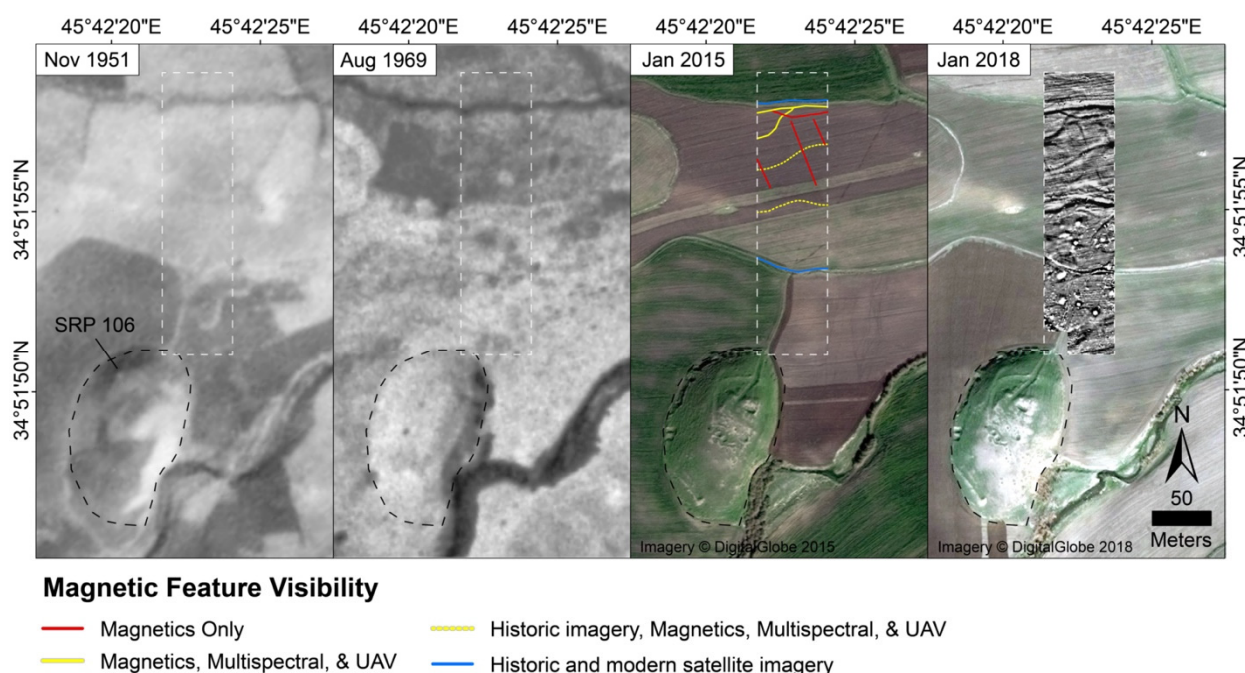 45°42'20"E 45°42'25"E 45°42'20"E 45°42'25"E 45°42'20"E 45°42'25"E 45°42'20"E 45°42'25"E
Nov 1951
Aug 1969
Jan 2015
Jan 2018
34°51'55"N
34°51'55"N
SRP 106
34°51'50"N
34°51'50"N
N
50
Meters
Imagery © DigitalGlobe 2015
Imagery © DigitalGlobe 2018
Magnetic Feature Visibility
Magnetics Only
Historic imagery, Magnetics, Multispectral, & UAV
Magnetics, Multispectral, & UAV
Historic and modern satellite imagery